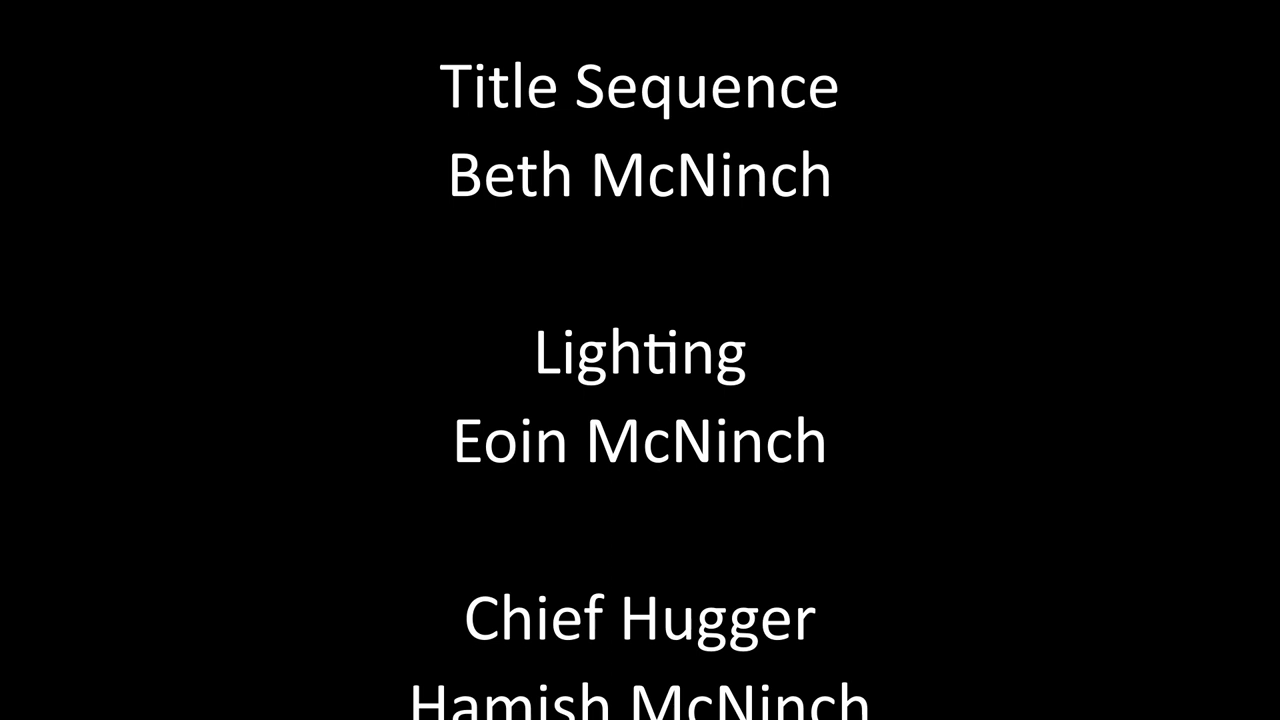 Title Sequence
Beth McNinch
Lighting
Eoin McNinch
Chief Hugger
Hamish McNinch